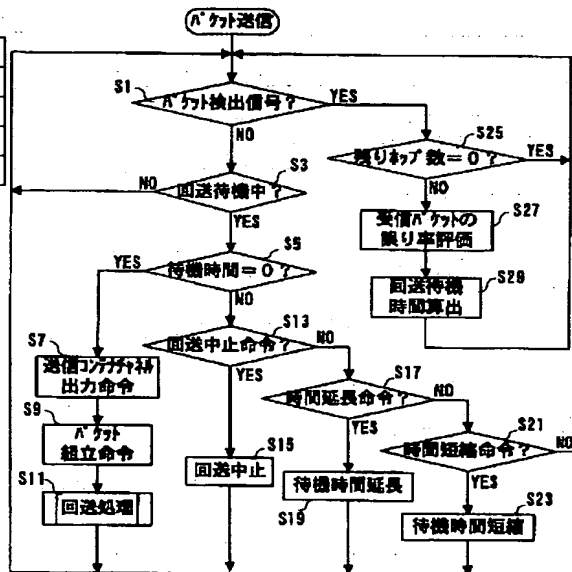 パケット送信
S1
パケット検出信号?
YES
NO
S25
残りホップ数=0?
YES
NO
S3
回送待機中?
NO
YES
S27
受信パケットの
誤り率評価
S5
待機時間=0?
YES
NO
S29
回送待機
時間算出
S13
回送中止命令?
NO
YES
S7
送信コンテナチャネル
出力命令
S17
時間延長命令?
NO
YES
S9
パケット
組立命令
S21
時間短縮命令?
NO
YES
S15
回送中止
S11
回送処理
待機時間延長
S19
S23
待機時間短縮